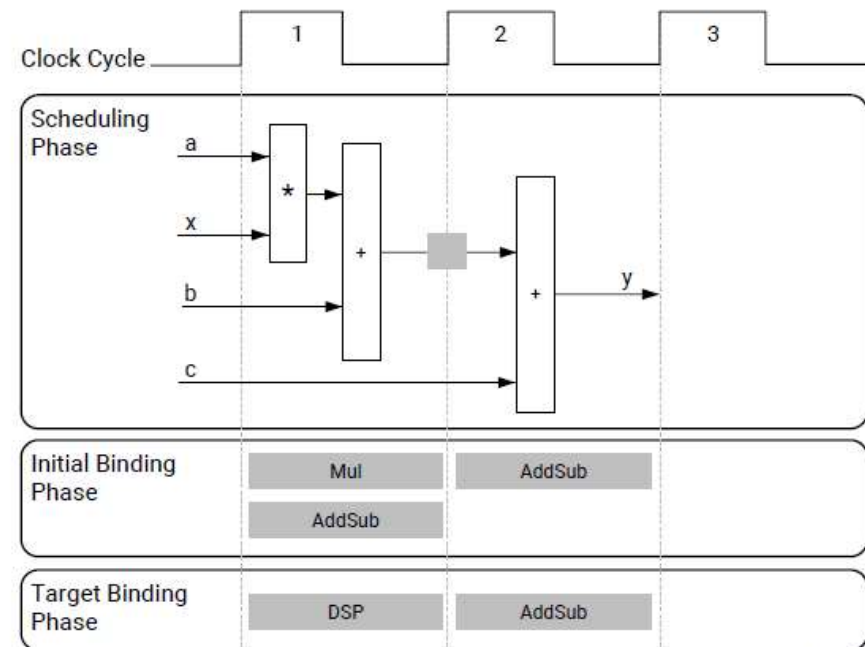 1
2
3
Clock Cycle
Scheduling
Phase
a
*
x
+
b
y
+
c
Initial Binding
Phase
Mul
AddSub
AddSub
Target Binding
Phase
DSP
AddSub